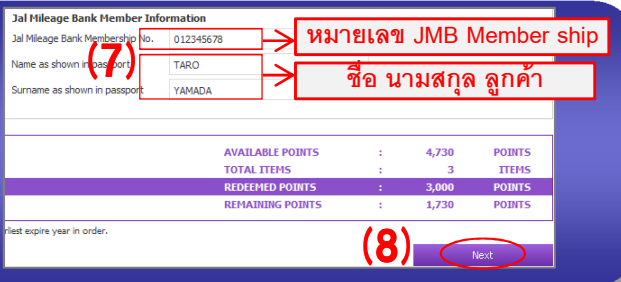 Jal Mileage Bank Member Information
Jal Mileage Bank Membership No. 012345678 หมายเลข JMB Member ship
(7)
Name as shown in passport TARO ชื่อ นามสกุล ลูกค้า
Surname as shown in passport YAMADA
AVAILABLE POINTS : 4,730 POINTS
TOTAL ITEMS : 3 ITEMS
REDEEMED POINTS : 3,000 POINTS
REMAINING POINTS : 1,730 POINTS
rliest expire year in order.
(8) Next